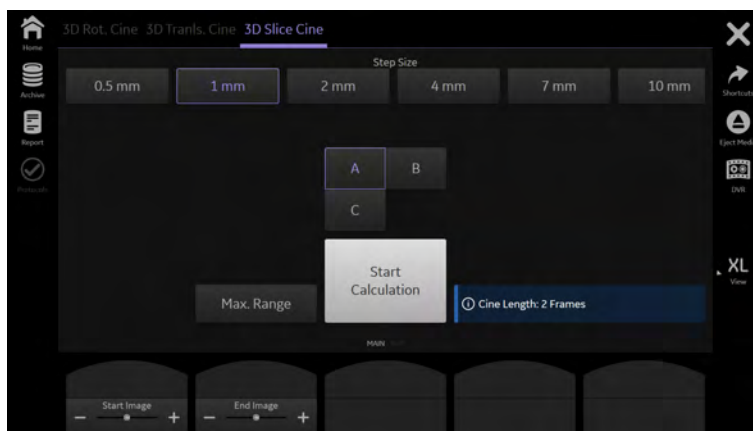 3D Rot. Cine 3D Tranls. Cine 3D Slice Cine
Home
Archive
Report
Protocols
Step Size
0.5 mm 1 mm 2 mm 4 mm 7 mm 10 mm
A B
C
Start
Calculation
Max. Range
Cine Length: 2 Frames
MAIN
Shortcuts
Eject Media
DVR
XL
View
Start Image End Image